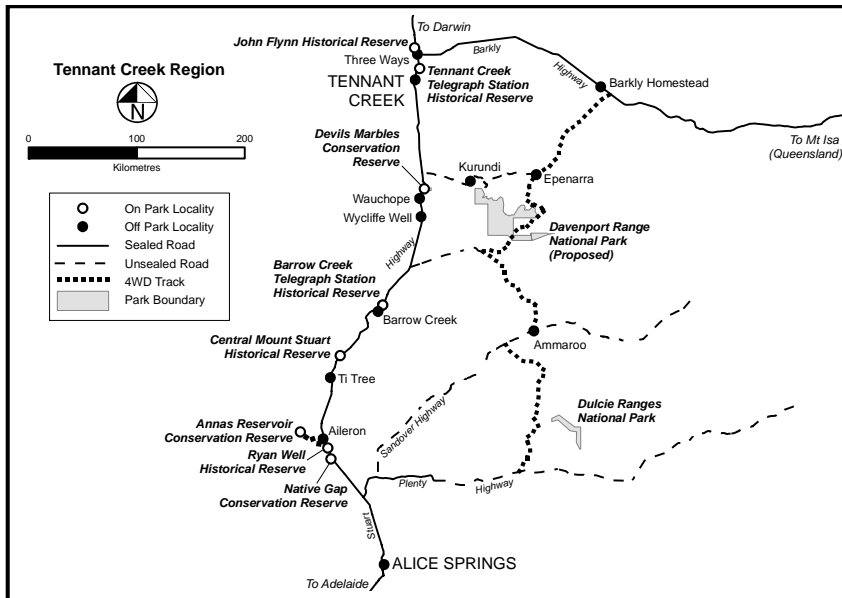 To Darwin
John Flynn Historical Reserve
Three Ways
Barkly
Highway
TENNANT
CREEK
Tennant Creek
Telegraph Station
Historical Reserve
Barkly Homestead
To Mt Isa
(Queensland)
Tennant Creek Region
N
0
100
200
Kilometres
On Park Locality
Off Park Locality
Sealed Road
Unsealed Road
4WD Track
Park Boundary
Devils Marbles
Conservation
Reserve
Kurundi
Epenarra
Wauchope
Wycliffe Well
Davenport Range
National Park
(Proposed)
Highway
Barrow Creek
Telegraph Station
Historical Reserve
Barrow Creek
Central Mount Stuart
Historical Reserve
Ammaroo
Ti Tree
Dulcie Ranges
National Park
Annas Reservoir
Conservation Reserve
Aileron
Sandover Highway
Ryan Well
Historical Reserve
Native Gap
Conservation Reserve
Plenty
Highway
Stuart
ALICE SPRINGS
To Adelaide